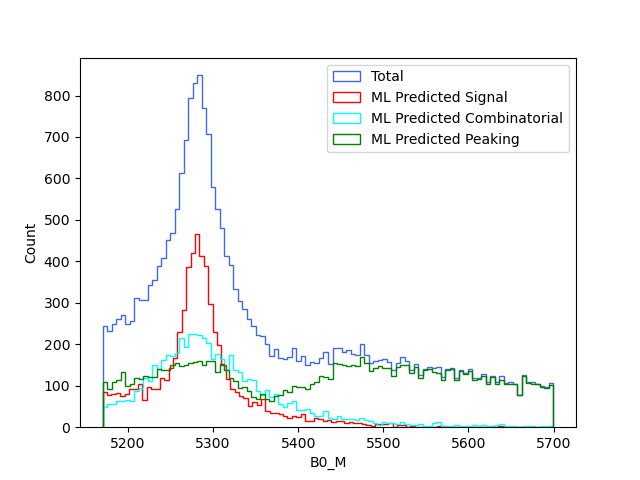 Total
ML Predicted Signal
ML Predicted Combinatorial
ML Predicted Peaking
Count
800
700
600
500
400
300
200
100
0
5200 5300 5400 5500 5600 5700
B0_M